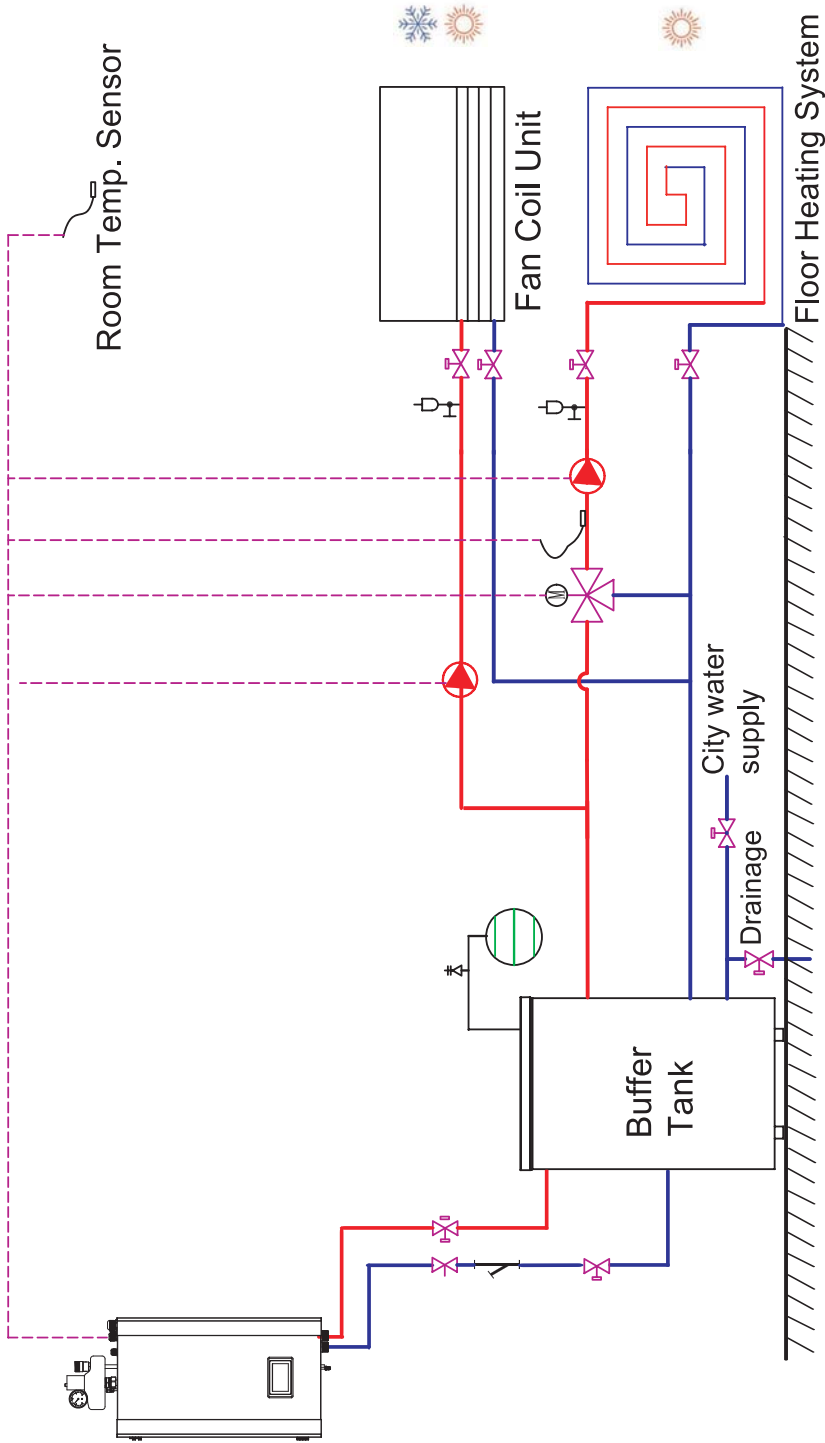 Room Temp. Sensor
Fan Coil Unit
Floor Heating System
City water
supply
Drainage
Buffer
Tank